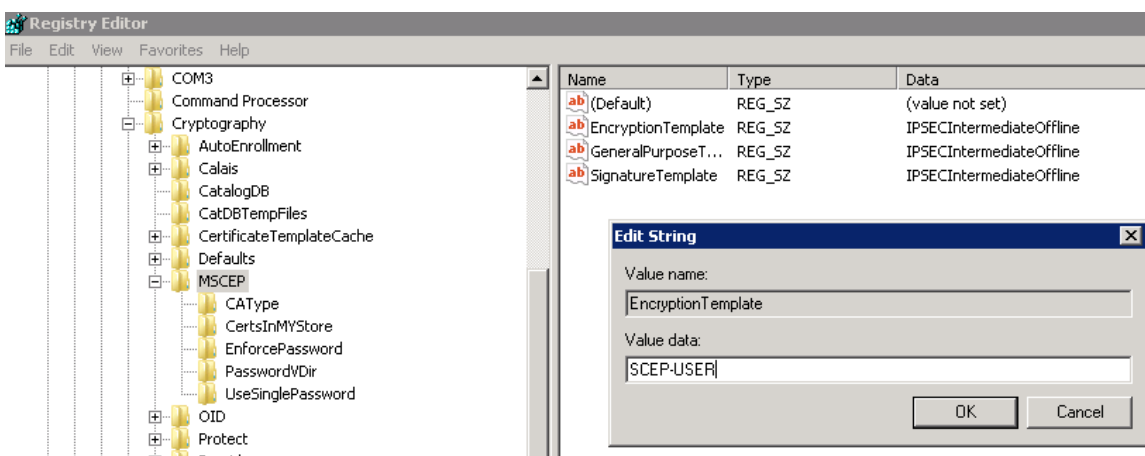 Registry Editor
File Edit View Favorites Help
COM3
Command Processor
Cryptography
AutoEnrollment
Calais
CatalogDB
CatDBTempFiles
CertificateTemplateCache
Defaults
MSCEP
CAType
CertsInMYStore
EnforcePassword
PasswordVDir
UseSinglePassword
OID
Protect
Name Type Data
(Default) REG_SZ (value not set)
EncryptionTemplate REG_SZ IPSECIntermediateOffline
GeneralPurposeT... REG_SZ IPSECIntermediateOffline
SignatureTemplate REG_SZ IPSECIntermediateOffline
Edit String
Value name:
EncryptionTemplate
Value data:
SCEP-USER
OK Cancel